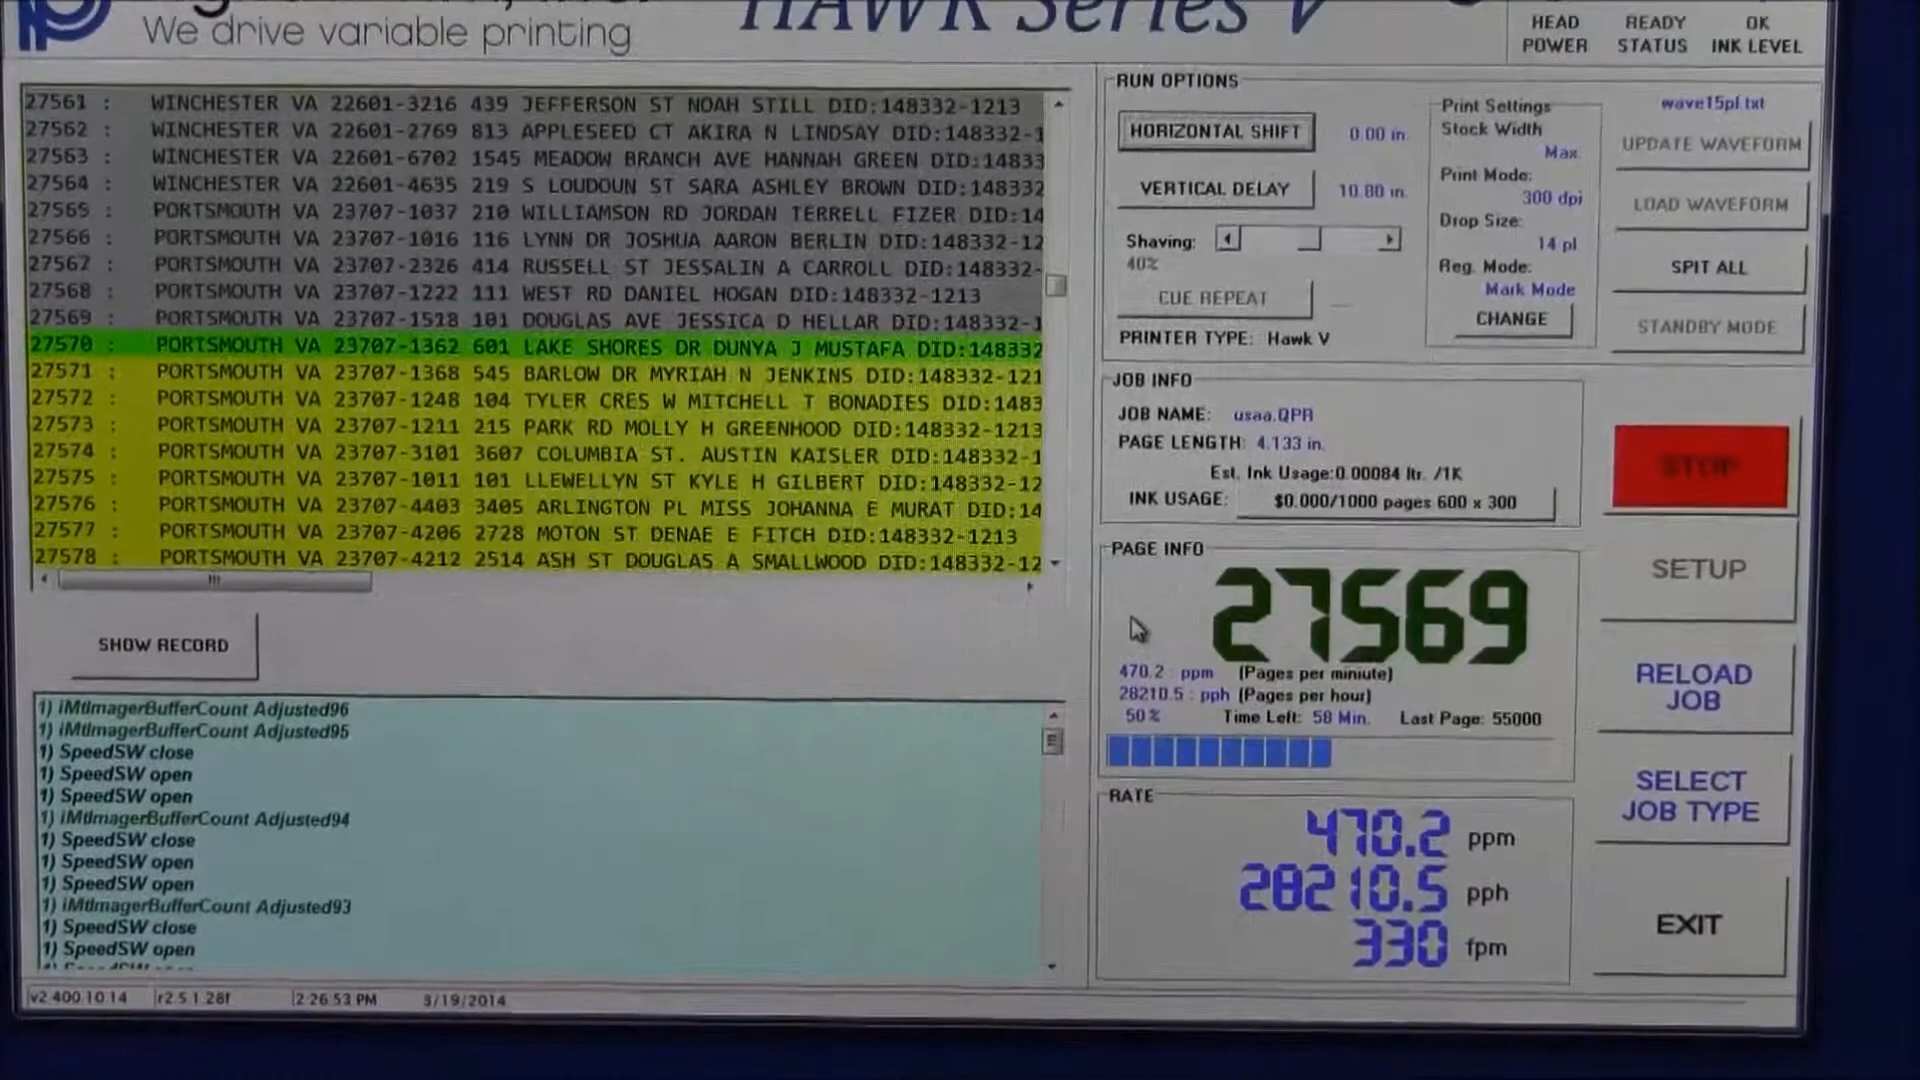 We drive variable printing
HAWK Series V
HEAD POWER
READY STATUS
OK INK LEVEL
27561 : WINCHESTER VA 22601-3216 439 JEFFERSON ST NOAH STILL DID:148332-1213
27562 : WINCHESTER VA 22601-2769 813 APPLESEED CT AKIRA N LINDSAY DID:148332-1
27563 : WINCHESTER VA 22601-6702 1545 MEADOW BRANCH AVE HANNAH GREEN DID:14833
27564 : WINCHESTER VA 22601-4635 219 S LOUDOUN ST SARA ASHLEY BROWN DID:148332
27565 : PORTSMOUTH VA 23707-1037 210 WILLIAMSON RD JORDAN TERRELL FIZER DID:14
27566 : PORTSMOUTH VA 23707-1016 116 LYNN DR JOSHUA AARON BERLIN DID:148332-12
27567 : PORTSMOUTH VA 23707-2326 414 RUSSELL ST JESSALIN A CARROLL DID:148332-
27568 : PORTSMOUTH VA 23707-1222 111 WEST RD DANIEL HOGAN DID:148332-1213
27569 : PORTSMOUTH VA 23707-1518 101 DOUGLAS AVE JESSICA D HELLAR DID:148332-1
27570 : PORTSMOUTH VA 23707-1362 601 LAKE SHORES DR DUNYA J MUSTAFA DID:148332
27571 : PORTSMOUTH VA 23707-1368 545 BARLOW DR MYRIAH N JENKINS DID:148332-121
27572 : PORTSMOUTH VA 23707-1248 104 TYLER CRES W MITCHELL T BONADIES DID:1483
27573 : PORTSMOUTH VA 23707-1211 215 PARK RD MOLLY H GREENHOOD DID:148332-1213
27574 : PORTSMOUTH VA 23707-3101 3607 COLUMBIA ST. AUSTIN KAISLER DID:148332-1
27575 : PORTSMOUTH VA 23707-1011 101 LLEWELLYN ST KYLE H GILBERT DID:148332-12
27576 : PORTSMOUTH VA 23707-4403 3405 ARLINGTON PL MISS JOHANNA E MURAT DID:14
27577 : PORTSMOUTH VA 23707-4206 2728 MOTON ST DENAE E FITCH DID:148332-1213
27578 : PORTSMOUTH VA 23707-4212 2514 ASH ST DOUGLAS A SMALLWOOD DID:148332-12
SHOW RECORD
1) iMtImagerBufferCount Adjusted96
1) iMtImagerBufferCount Adjusted95
1) SpeedSW close
1) SpeedSW open
1) SpeedSW open
1) iMtImagerBufferCount Adjusted94
1) SpeedSW close
1) SpeedSW open
1) SpeedSW open
1) iMtImagerBufferCount Adjusted93
1) SpeedSW close
1) SpeedSW open
v2.400.10.14 r2.5.1.28f 2:26:53 PM 3/19/2014
RUN OPTIONS
HORIZONTAL SHIFT 0.00 in.
VERTICAL DELAY 10.80 in.
Shaving:
40%
CUE REPEAT
PRINTER TYPE: Hawk V
Print Settings
Stock Width
Max.
Print Mode:
300 dpi
Drop Size:
14 pl
Reg. Mode:
Mark Mode
CHANGE
wave15pl.txt
UPDATE WAVEFORM
LOAD WAVEFORM
SPIT ALL
STANDBY MODE
JOB INFO
JOB NAME: usaa.QPR
PAGE LENGTH: 4.133 in.
Est. Ink Usage:0.00084 ltr. /1K
INK USAGE: $0.000/1000 pages 600 x 300
PAGE INFO
27569
470.2 : ppm (Pages per miniute)
28210.5 : pph (Pages per hour)
50% Time Left: 58 Min. Last Page: 55000
RATE
470.2 ppm
28210.5 pph
330 fpm
STOP
SETUP
RELOAD JOB
SELECT JOB TYPE
EXIT